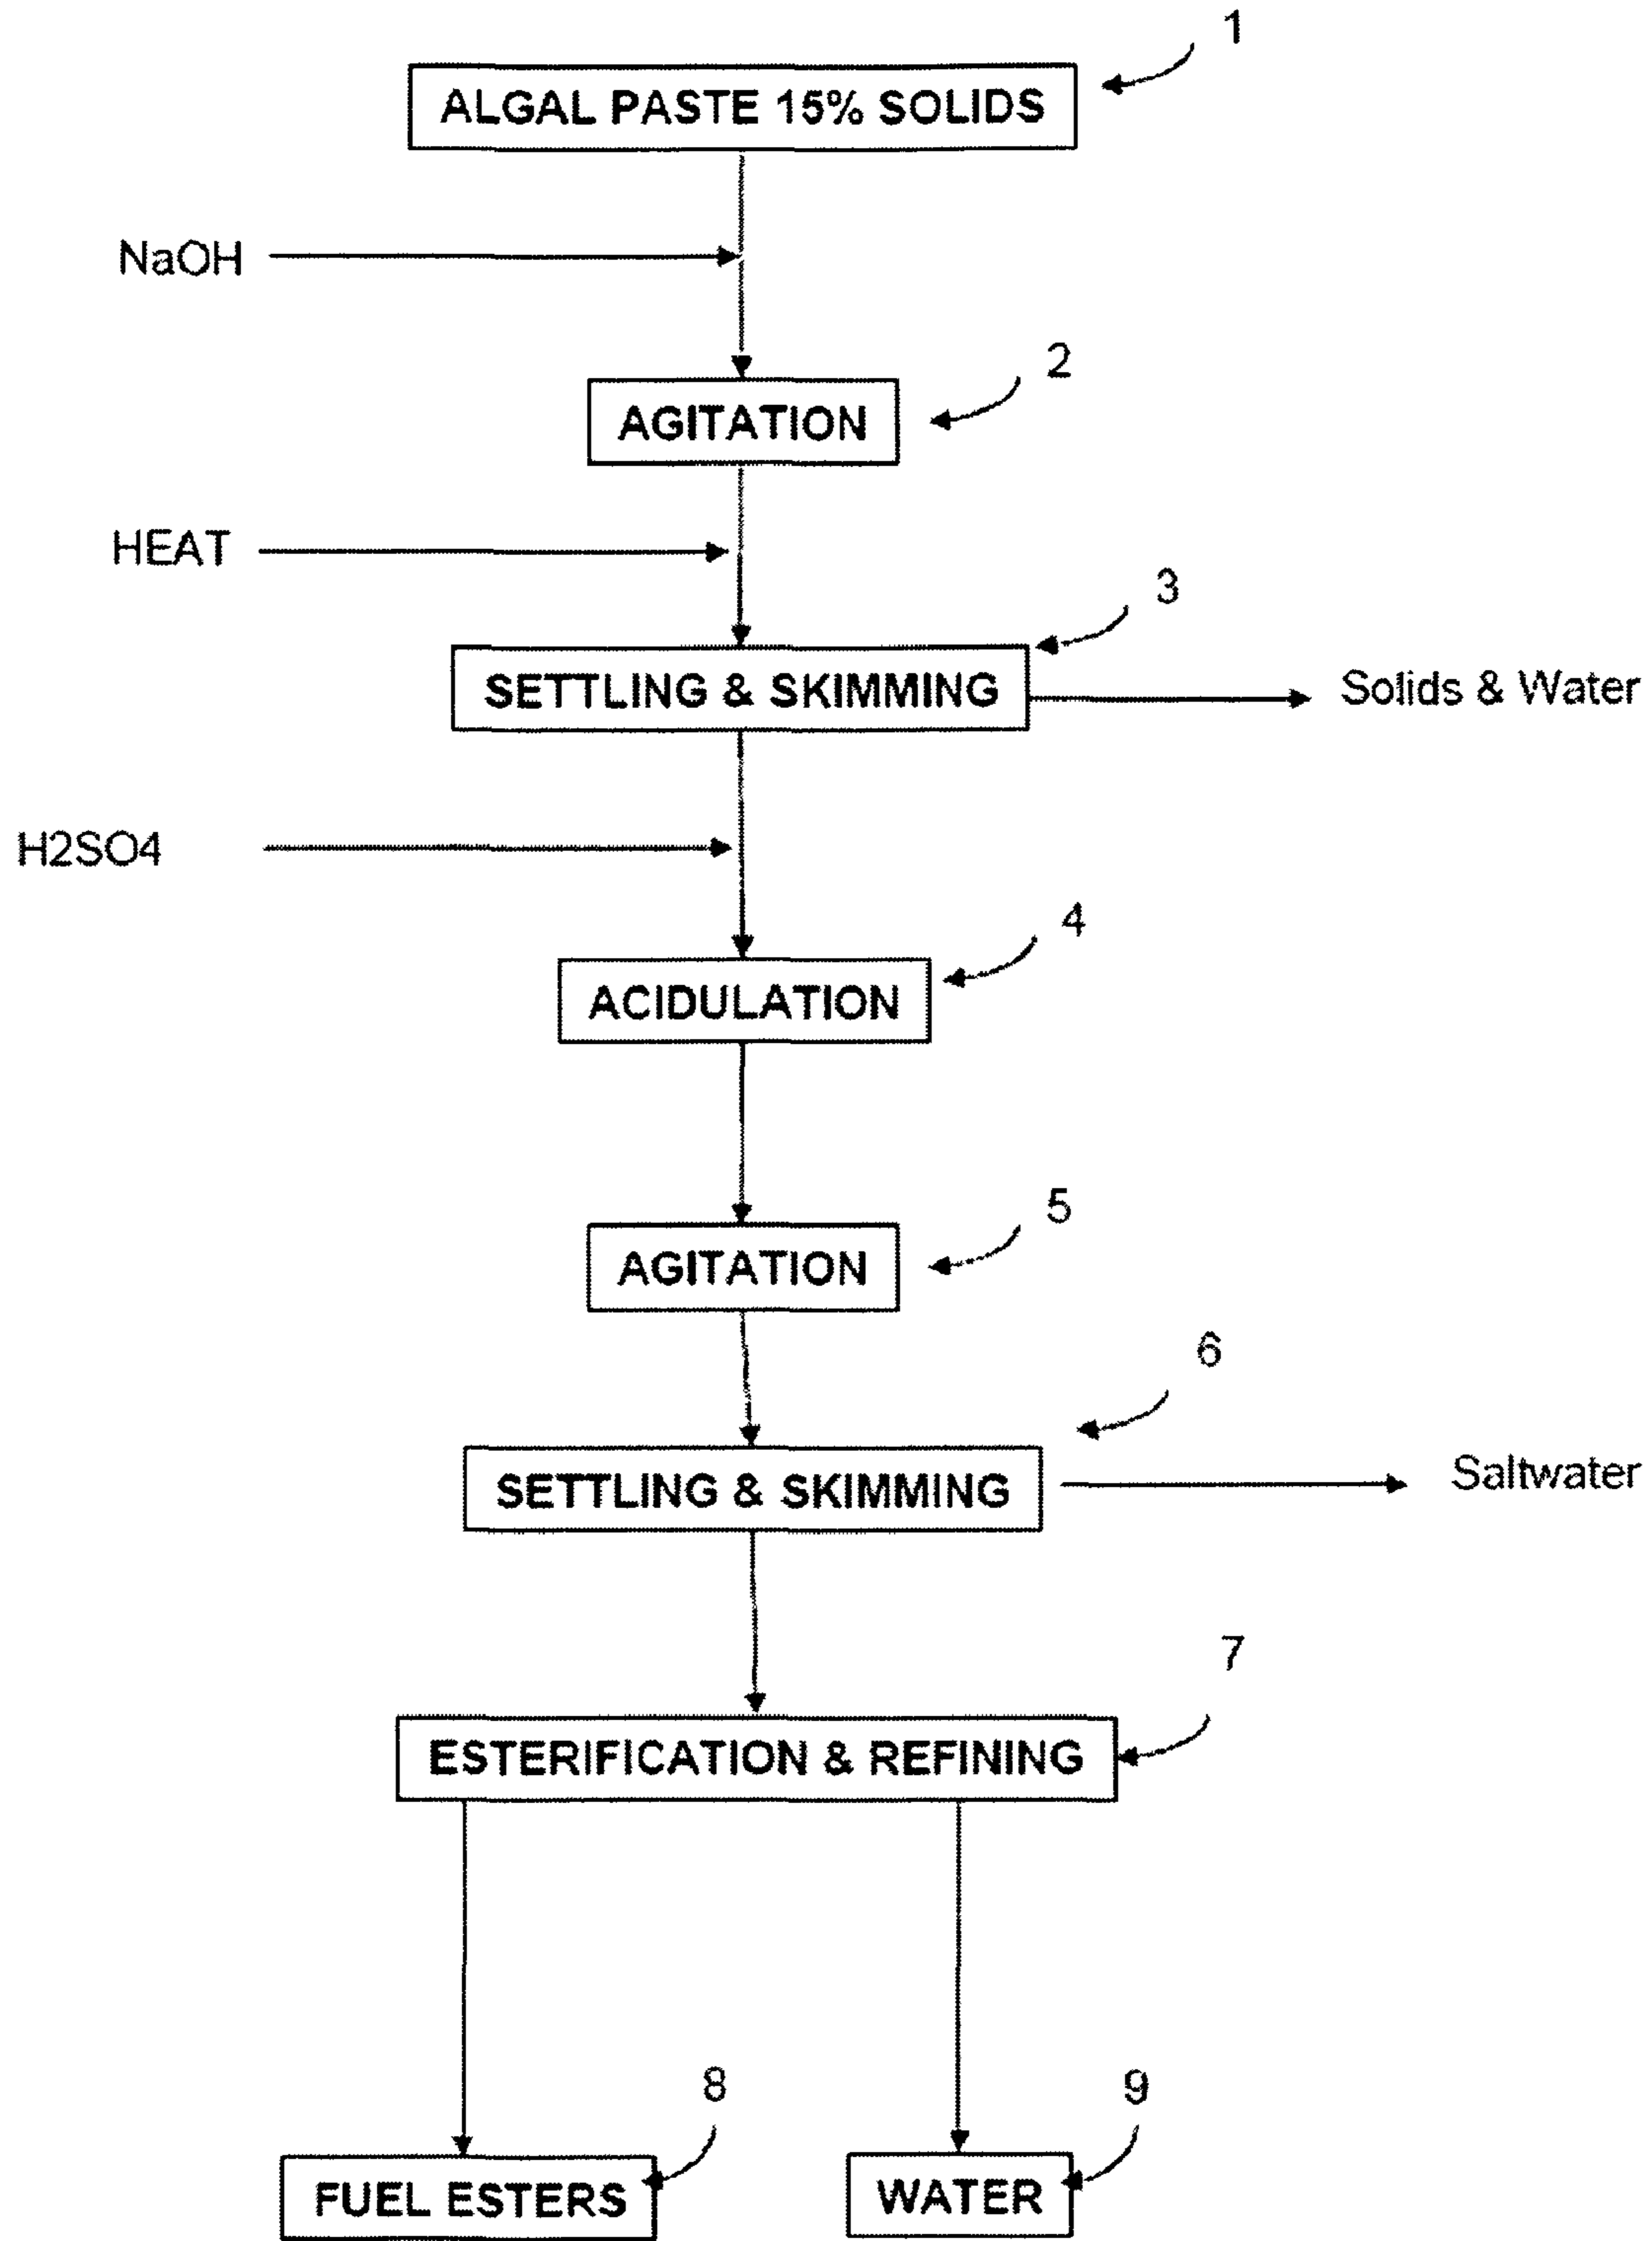 1
ALGAL PASTE 15% SOLIDS
NaOH
2
AGITATION
HEAT
3
SETTLING & SKIMMING
Solids & Water
H2SO4
4
ACIDULATION
5
AGITATION
6
SETTLING & SKIMMING
Saltwater
7
ESTERIFICATION & REFINING
8
9
FUEL ESTERS
WATER